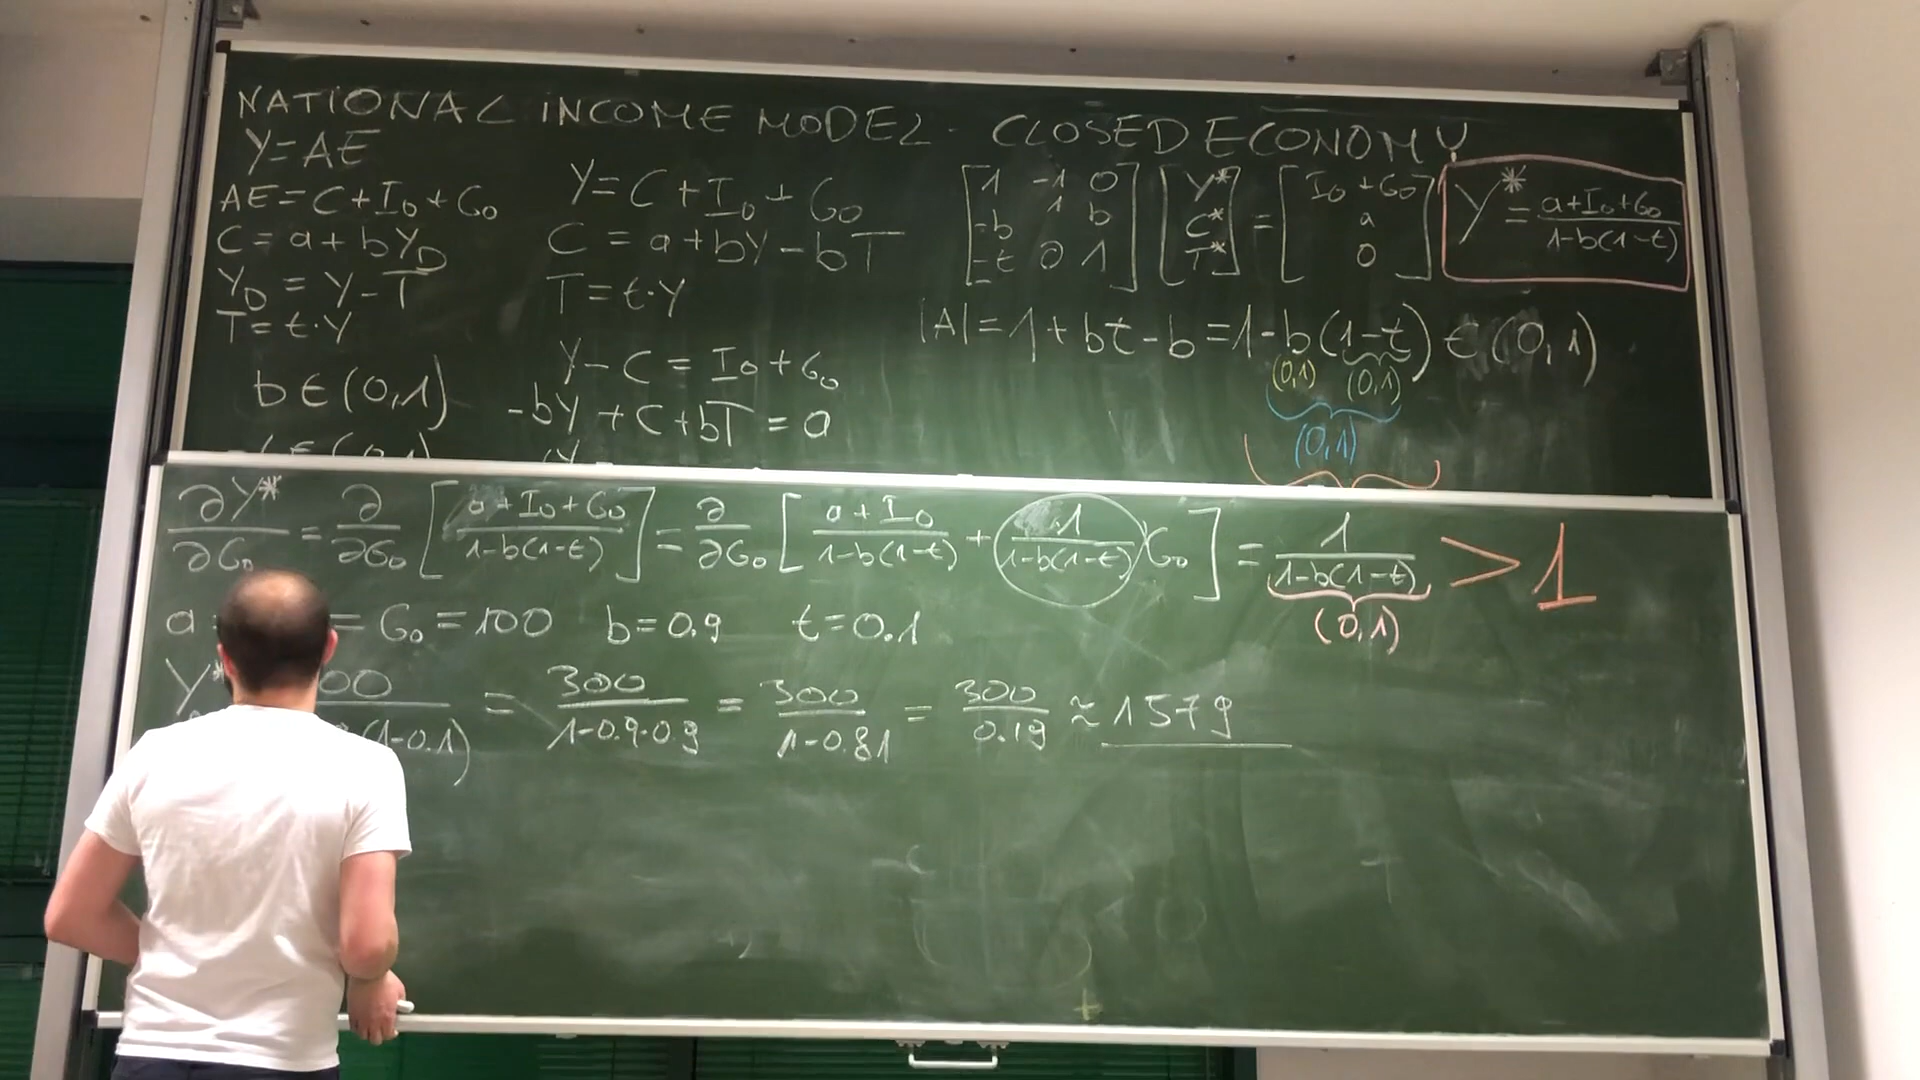 NATIONAL INCOME MODEL - CLOSED ECONOMY
Y=AE
AE=C+I₀+G₀
C=a+bY_D
Y_D=Y-T
T=t·Y
b∈(0,1)
Y=C+I₀+G₀
C=a+bY-bT
T=t·Y
Y-C=I₀+G₀
-bY+C+bT=a
[1 -1 0] [Y*] = [I₀+G₀]
[-b 1 b] [C*] [a]
[-t 0 1] [T*] [0]
Y*=(a+I₀+G₀)/(1-b(1-t))
|A|=1+bt-b=1-b(1-t)∈(0,1)
(0,1) (0,1)
(0,1)
∂Y*/∂G₀=∂/∂G₀[(a+I₀+G₀)/(1-b(1-t))]=∂/∂G₀[(a+I₀)/(1-b(1-t))+1/(1-b(1-t))G₀]=1/(1-b(1-t))>1
(0,1)
a = G₀=100 b=0.9 t=0.1
Y* 00/(1-0.1)=300/(1-0.9·0.9)=300/(1-0.81)=300/0.19≈1579